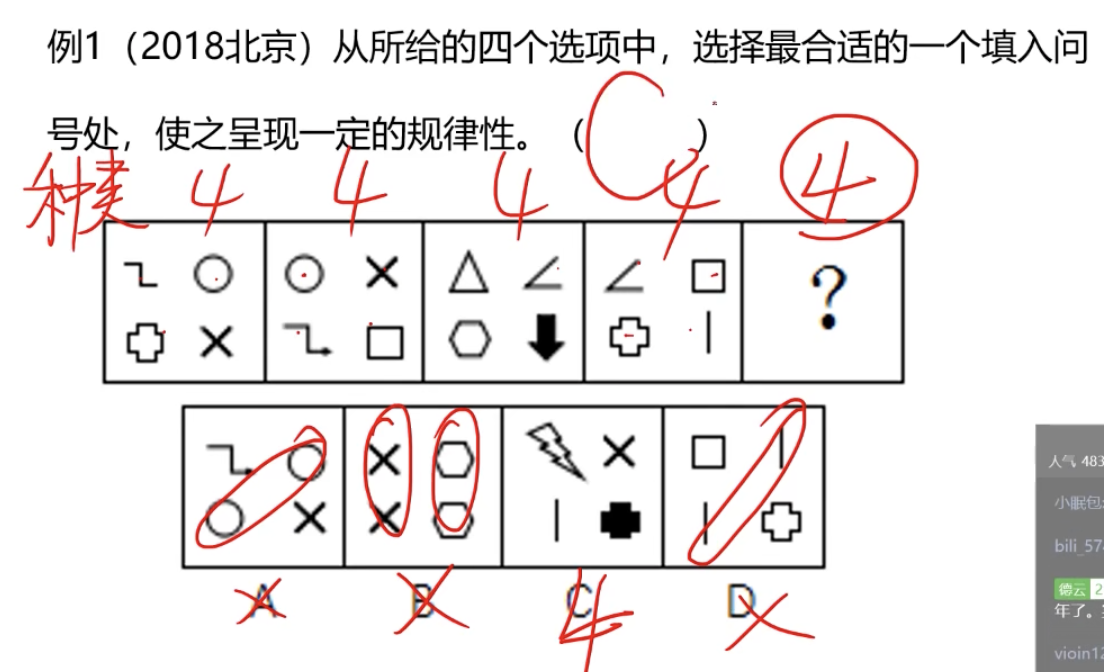 例1（2018北京）从所给的四个选项中，选择最合适的一个填入问
号处，使之呈现一定的规律性。（ C ）
种类 4 4 4 4 4
?
A B C D
4
人气 483
小眠包
bili_57
德云 2
年了。
vioin12